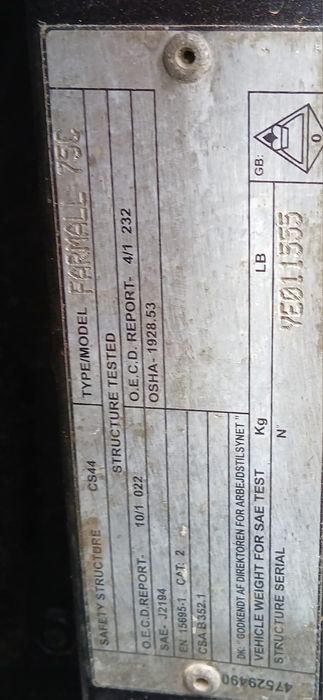 SAFETY STRUCTURE CS44 TYPE/MODEL FARMALL 75C
STRUCTURE TESTED
O.E.C.D.REPORT- 10/1 022 O.E.C.D. REPORT- 4/1 232
SAE- J2194 OSHA-1928.53
EN 15695-1 CAT. 2
CSA B352.1
DK: GODKENDT AF DIREKTOREN FOR ARBEJDSTILSYNET" GB:
VEHICLE WEIGHT FOR SAE TEST Kg LB
STRUCTURE SERIAL N 7E011555
47529490